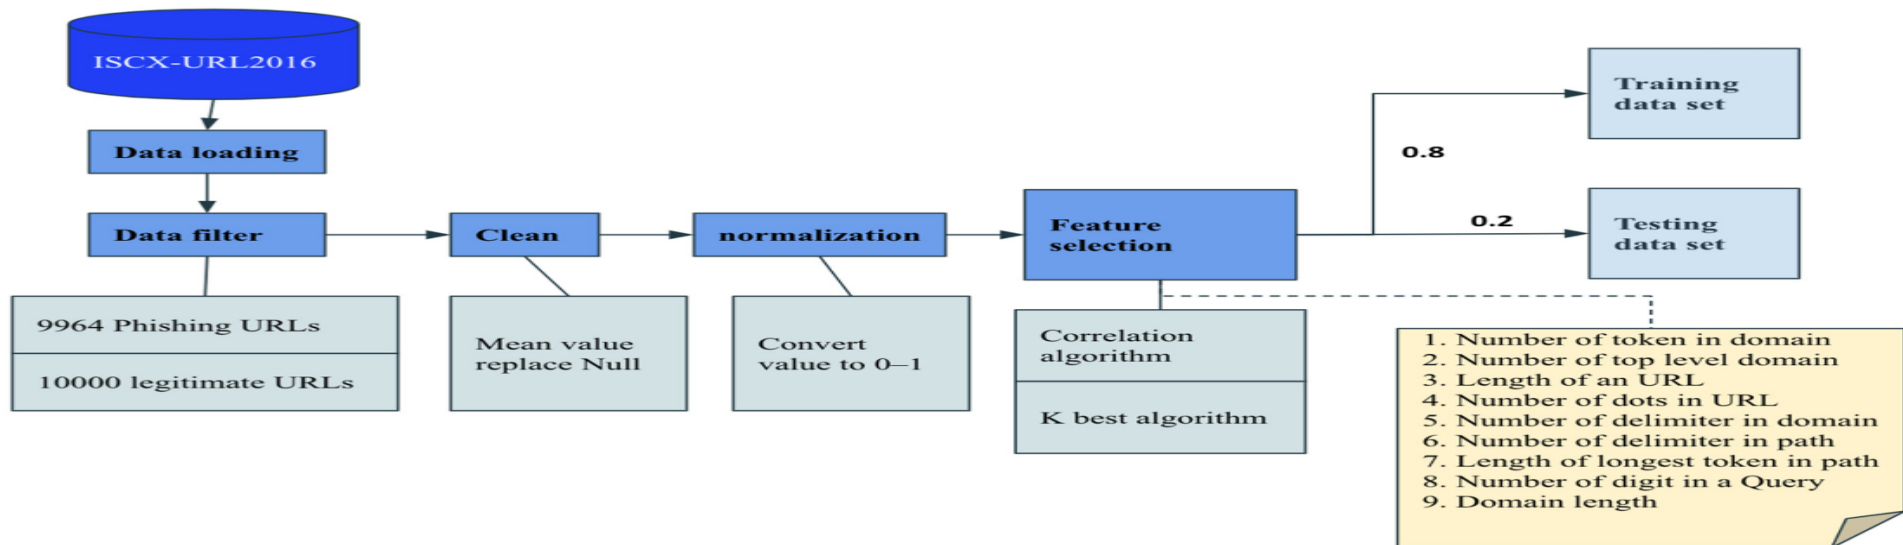 ISCX-URL2016
Data loading
Data filter
9964 Phishing URLs
10000 legitimate URLs
Clean
Mean value
replace Null
normalization
Convert
value to 0–1
Feature
selection
Correlation
algorithm
K best algorithm
0.8
Training
data set
0.2
Testing
data set
1. Number of token in domain
2. Number of top level domain
3. Length of an URL
4. Number of dots in URL
5. Number of delimiter in domain
6. Number of delimiter in path
7. Length of longest token in path
8. Number of digit in a Query
9. Domain length